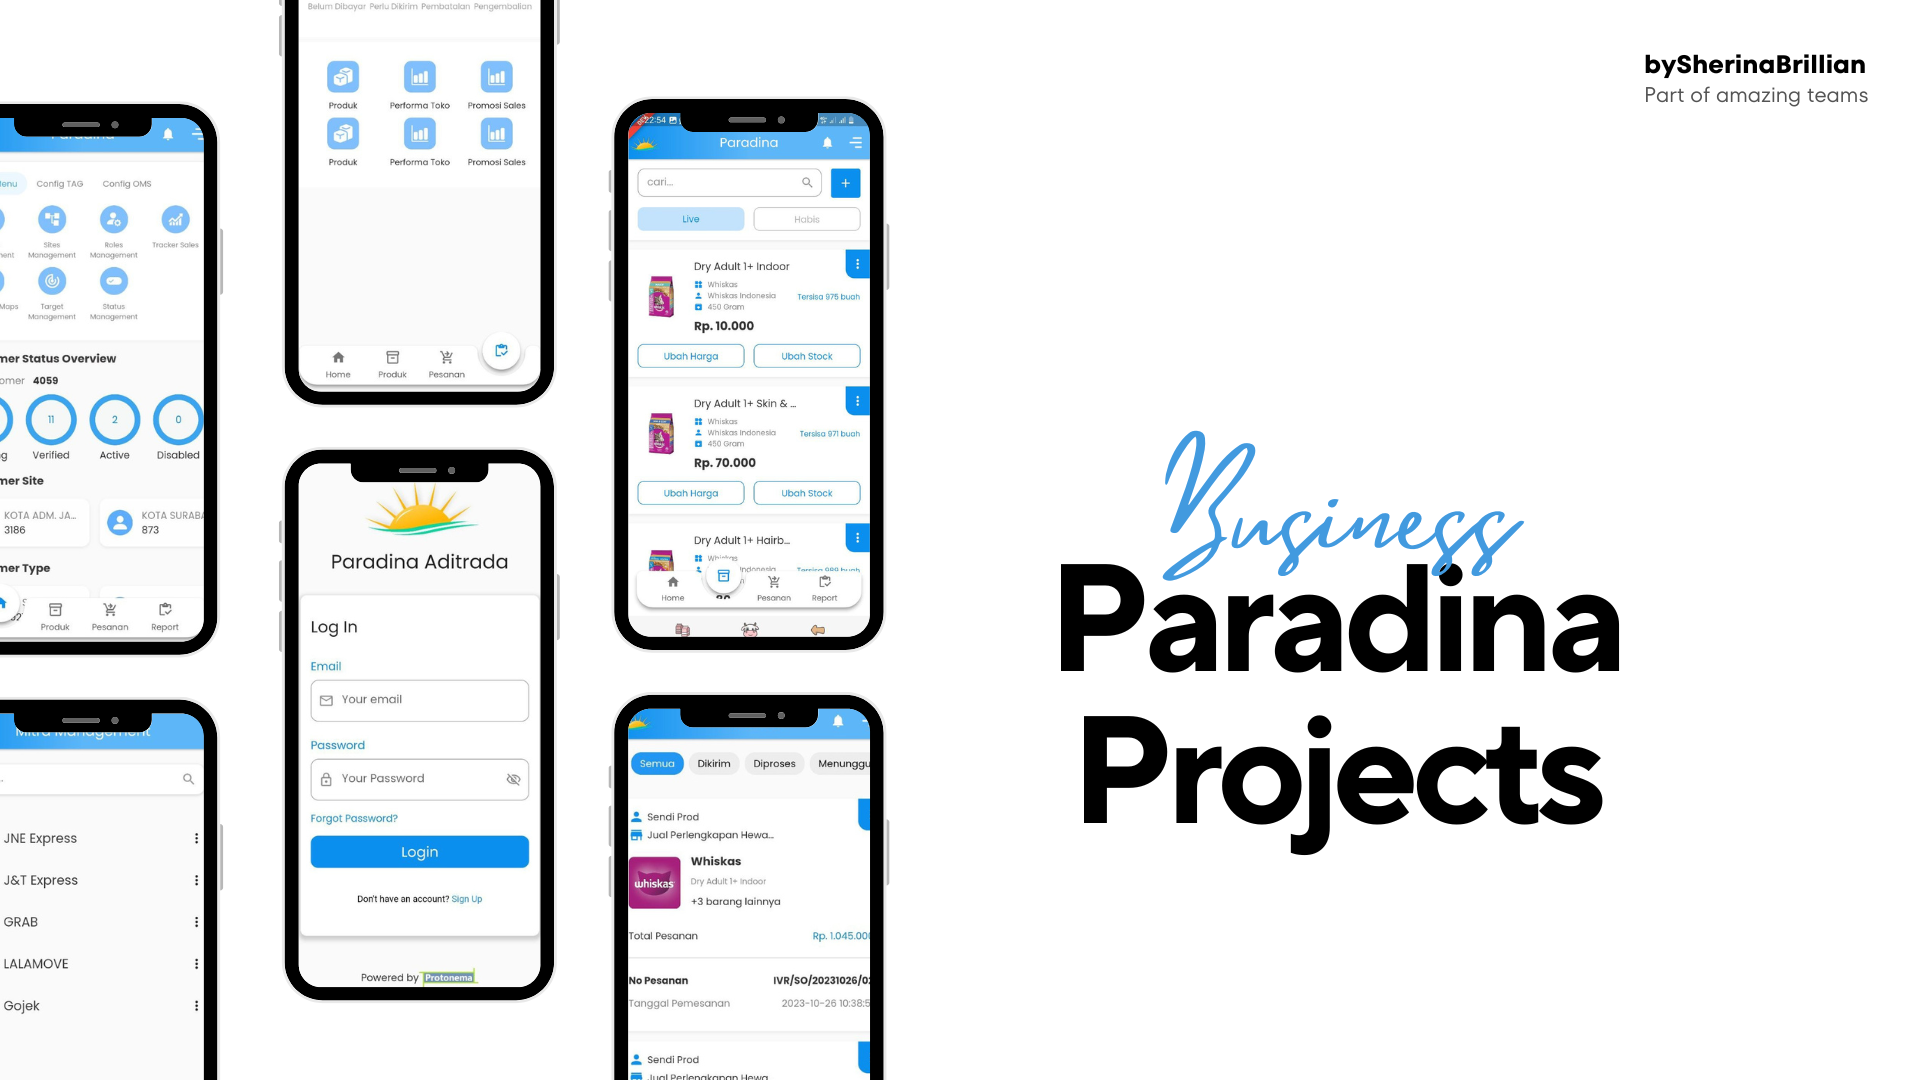 bySherinaBrillian
Part of amazing teams
Business
Paradina
Projects
Paradina
Config TAG Config OMS
Sites Management
Roles Management
Tracker Sales
Target Management
Status Management
Status Overview
4059
11 2 0
Verified Active Disabled
Site
KOTA ADM. JA...
3186
KOTA SURABA
873
Type
Produk Pesanan Report
Mitra Management
JNE Express
J&T Express
GRAB
LALAMOVE
Gojek
Belum Dibayar Perlu Dikirim Pembatalan Pengembalian
Produk Performa Toko Promosi Sales
Produk Performa Toko Promosi Sales
Home Produk Pesanan
Paradina Aditrada
Log In
Email
Your email
Password
Your Password
Forgot Password?
Login
Don't have an account? Sign Up
Powered by Protonema
22:54
Paradina
cari...
+
Live Habis
Dry Adult 1+ Indoor
Whiskas
Whiskas Indonesia
Tersisa 975 buah
450 Gram
Rp. 10.000
Ubah Harga Ubah Stock
Dry Adult 1+ Skin & ...
Whiskas
Whiskas Indonesia
Tersisa 971 buah
450 Gram
Rp. 70.000
Ubah Harga Ubah Stock
Dry Adult 1+ Hairb...
Whiskas
Tersisa 989 buah
Home Pesanan Report
Semua Dikirim Diproses Menunggu
Sendi Prod
Jual Perlengkapan Hewa...
whiskas
Whiskas
Dry Adult 1+ Indoor
+3 barang lainnya
Total Pesanan Rp. 1.045.000
No Pesanan IVR/SO/20231026/0
Tanggal Pemesanan 2023-10-26 10:38:5
Sendi Prod
Jual Perlengkapan Hewa